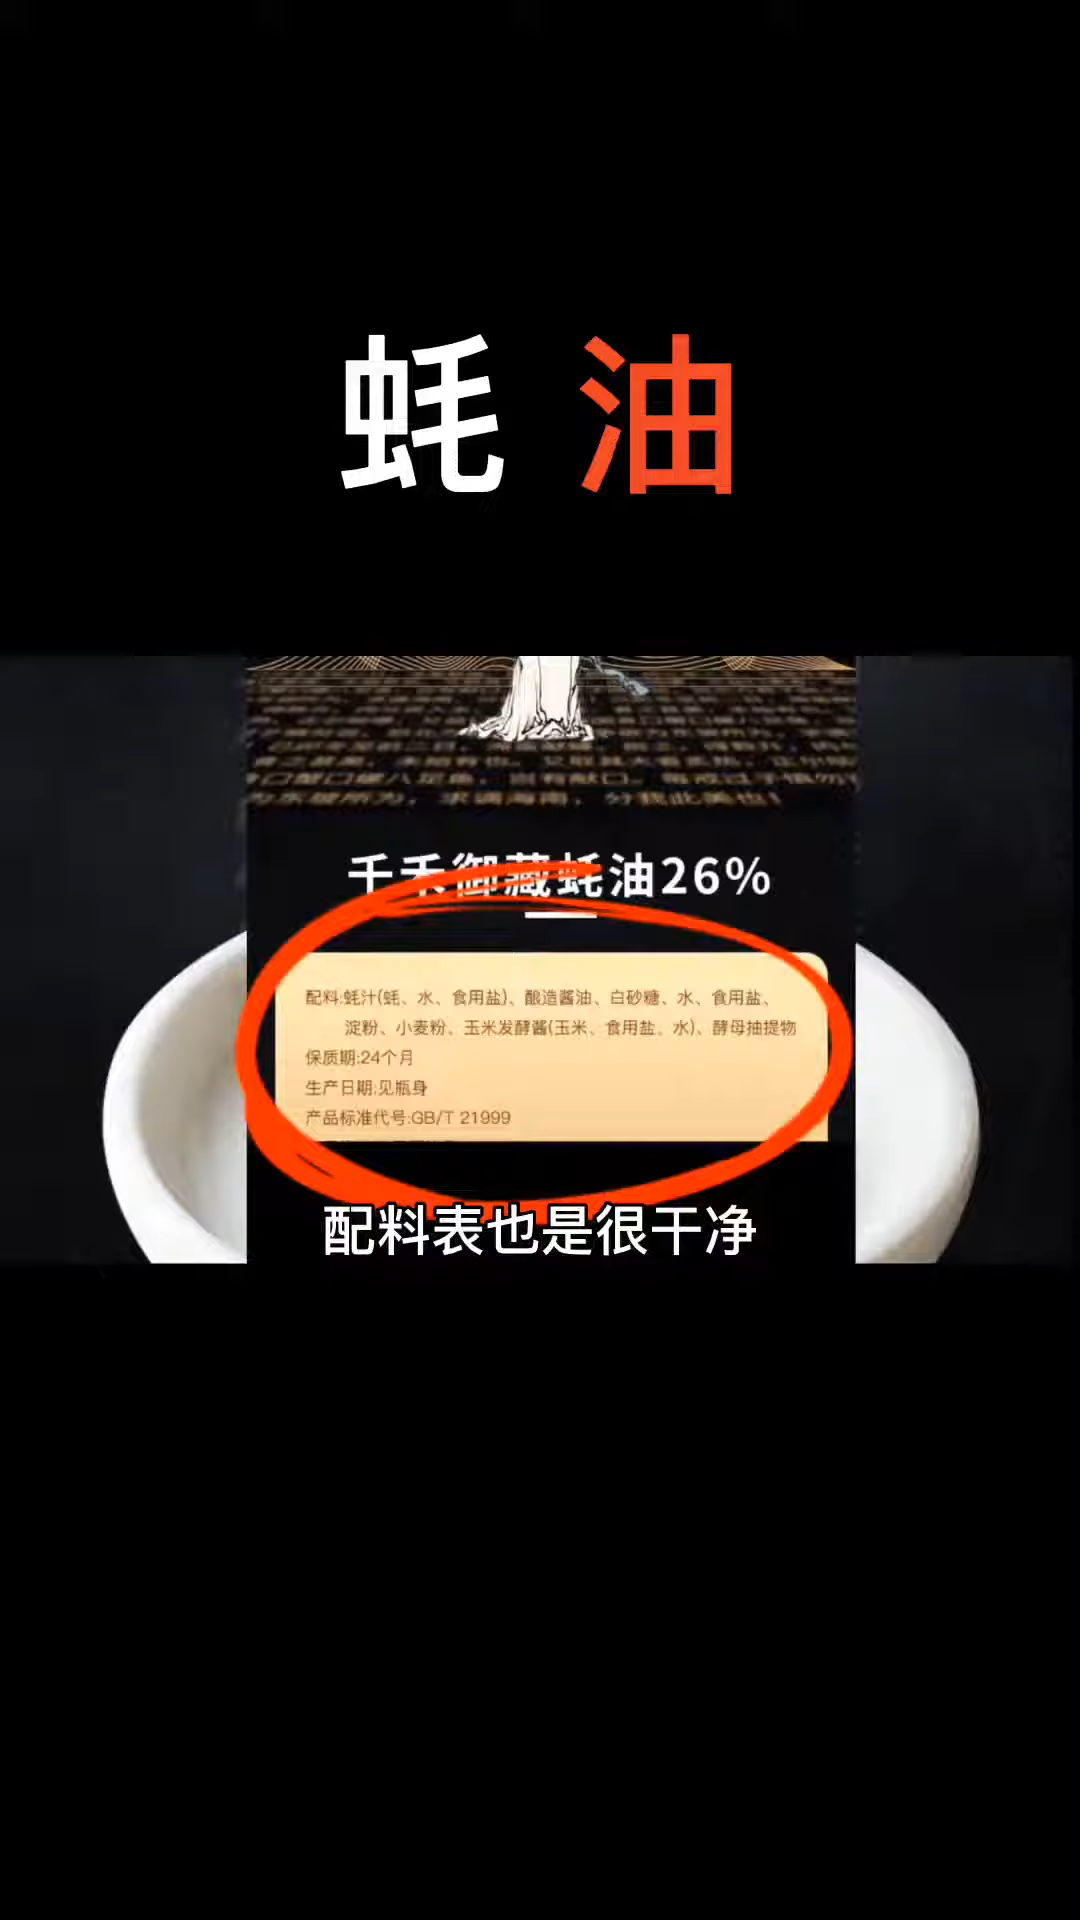 蚝油
千禾御藏蚝油26%
配料:蚝汁(蚝、水、食用盐)、酿造酱油、白砂糖、水、食用盐、
淀粉、小麦粉、玉米发酵酱(玉米、食用盐、水)、酵母抽提物
保质期:24个月
生产日期:见瓶身
产品标准代号:GB/T 21999
配料表也是很干净